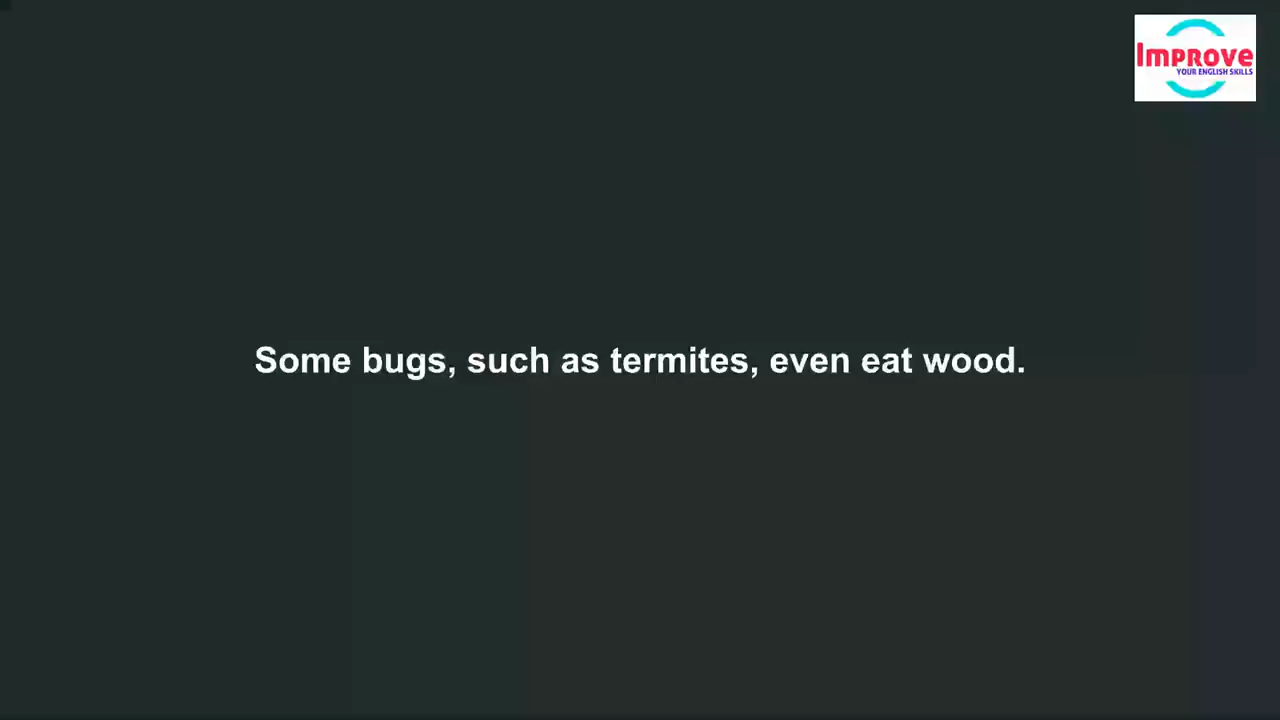 Improve
YOUR ENGLISH SKILLS
Some bugs, such as termites, even eat wood.